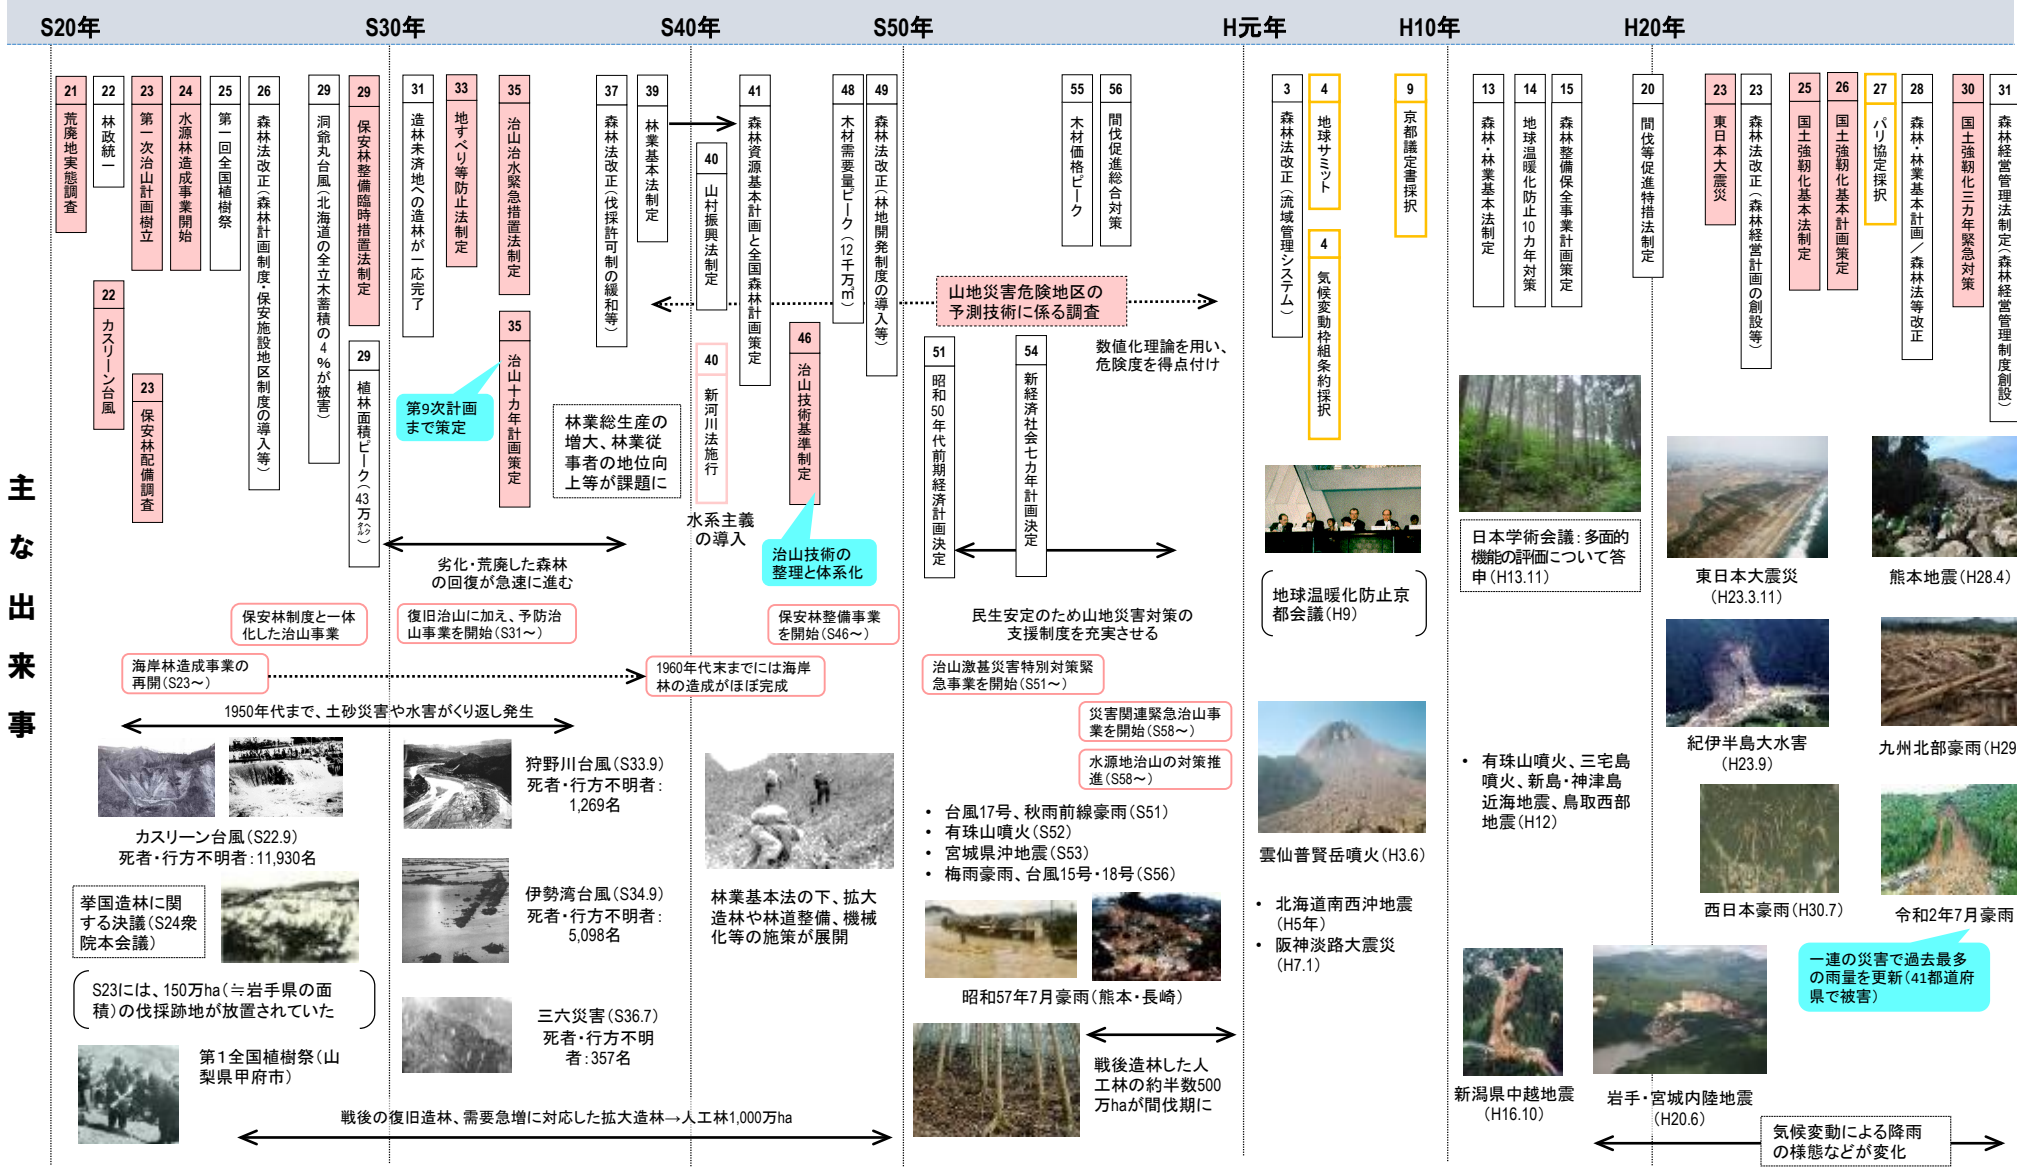 S20年
S30年
S40年
S50年
H元年
H10年
H20年
主な出来事
21
荒廃地実態調査
22
林政統一
23
第一次治山計画樹立
24
水源林造成事業開始
25
第一回全国植樹祭
26
森林法改正(森林計画制度・保安施設地区制度の導入等)
29
洞爺丸台風(北海道の全立木蓄積の4%が被害)
29
保安林整備臨時措置法制定
31
造林未済地への造林が一応完了
33
地すべり等防止法制定
35
治山治水緊急措置法制定
37
森林法改正(伐採許可制の緩和等)
39
林業基本法制定
40
山村振興法制定
41
森林資源基本計画と全国森林計画策定
48
木材需要量ピーク(12千万㎥)
49
森林法改正(林地開発制度の導入等)
55
木材価格ピーク
56
間伐促進総合対策
3
森林法改正(流域管理システム)
4
地球サミット
9
京都議定書採択
13
森林・林業基本法制定
14
地球温暖化防止10カ年対策
15
森林整備保全事業計画策定
20
間伐等促進特措法制定
23
東日本大震災
23
森林法改正(森林経営計画の創設等)
25
国土強靭化基本法制定
26
国土強靭化基本計画策定
27
パリ協定採択
28
森林・林業基本計画/森林法等改正
30
国土強靭化三カ年緊急対策
31
森林経営管理法制定(森林経営管理制度創設)
22
カスリーン台風
23
保安林配備調査
29
植林面積ピーク(43万ヘクタール)
35
治山十カ年計画策定
第9次計画
まで策定
40
新河川法施行
46
治山技術基準制定
51
昭和50年代前期経済計画決定
54
新経済社会七カ年計画決定
4
気候変動枠組条約採択
山地災害危険地区の
予測技術に係る調査
数値化理論を用い、
危険度を得点付け
林業総生産の
増大、林業従
事者の地位向
上等が課題に
水系主義
の導入
治山技術の
整理と体系化
劣化・荒廃した森林
の回復が急速に進む
地球温暖化防止京
都会議(H9)
日本学術会議:多面的
機能の評価について答
申(H13.11)
東日本大震災
(H23.3.11)
熊本地震(H28.4)
保安林制度と一体
化した治山事業
復旧治山に加え、予防治
山事業を開始(S31~)
保安林整備事業
を開始(S46~)
民生安定のため山地災害対策の
支援制度を充実させる
海岸林造成事業の
再開(S23~)
1960年代末までには海岸
林の造成がほぼ完成
治山激甚災害特別対策緊
急事業を開始(S51~)
災害関連緊急治山事
業を開始(S58~)
水源地治山の対策推
進(S58~)
1950年代まで、土砂災害や水害がくり返し発生
カスリーン台風(S22.9)
死者・行方不明者:11,930名
狩野川台風(S33.9)
死者・行方不明者:
1,269名
伊勢湾台風(S34.9)
死者・行方不明者:
5,098名
三六災害(S36.7)
死者・行方不明
者:357名
挙国造林に関
する決議(S24衆
院本会議)
S23には、150万ha(≒岩手県の面
積)の伐採跡地が放置されていた
第1全国植樹祭(山
梨県甲府市)
林業基本法の下、拡大
造林や林道整備、機械
化等の施策が展開
・ 台風17号、秋雨前線豪雨(S51)
・ 有珠山噴火(S52)
・ 宮城県沖地震(S53)
・ 梅雨豪雨、台風15号・18号(S56)
昭和57年7月豪雨(熊本・長崎)
戦後造林した人
工林の約半数500
万haが間伐期に
戦後の復旧造林、需要急増に対応した拡大造林→人工林1,000万ha
雲仙普賢岳噴火(H3.6)
・ 北海道南西沖地震
(H5年)
・ 阪神淡路大震災
(H7.1)
・ 有珠山噴火、三宅島
噴火、新島・神津島
近海地震、鳥取西部
地震(H12)
新潟県中越地震
(H16.10)
岩手・宮城内陸地震
(H20.6)
紀伊半島大水害
(H23.9)
九州北部豪雨(H29
西日本豪雨(H30.7)
令和2年7月豪雨
一連の災害で過去最多
の雨量を更新(41都道府
県で被害)
気候変動による降雨
の様態などが変化